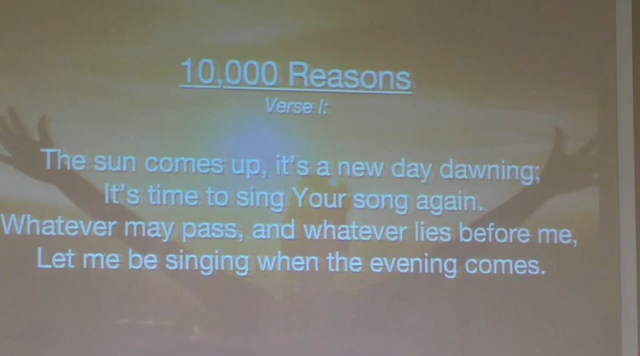 10,000 Reasons
Verse I:
The sun comes up, it's a new day dawning;
It's time to sing Your song again.
Whatever may pass, and whatever lies before me,
Let me be singing when the evening comes.